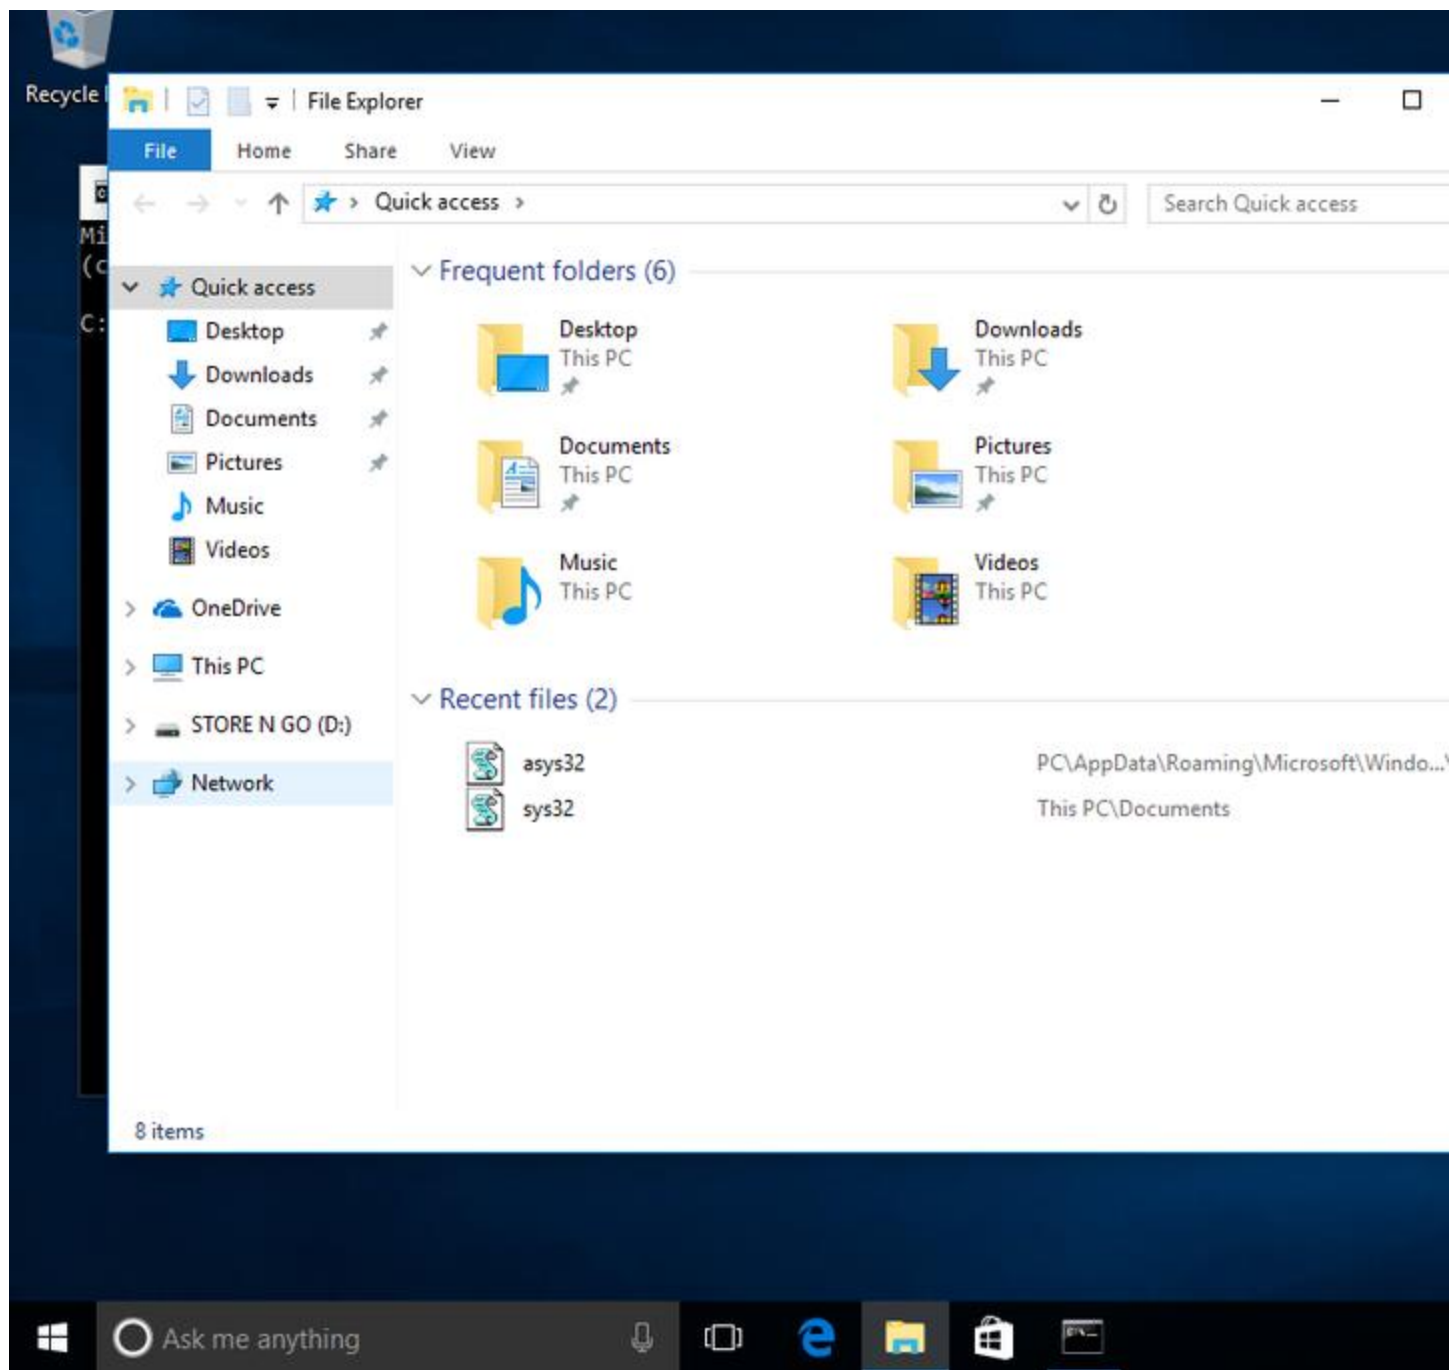 Recycle
File Explorer
File Home Share View
Quick access
Search Quick access
Mi
(c
C:
Quick access
Desktop
Downloads
Documents
Pictures
Music
Videos
OneDrive
This PC
STORE N GO (D:)
Network
Frequent folders (6)
Desktop
This PC
Downloads
This PC
Documents
This PC
Pictures
This PC
Music
This PC
Videos
This PC
Recent files (2)
asys32 PC\AppData\Roaming\Microsoft\Windo...\
sys32 This PC\Documents
8 items
Ask me anything